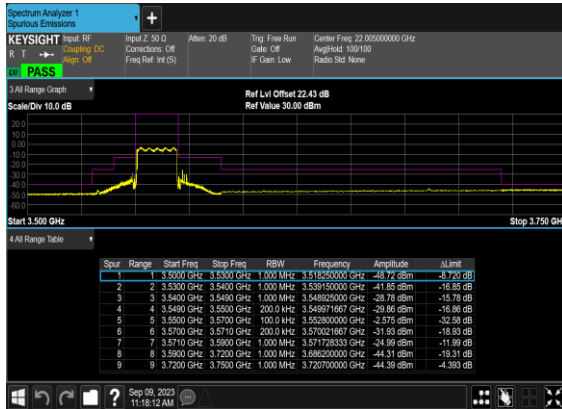 Spectrum Analyzer 1
Spurious Emissions
+
KEYSIGHT Input: RF Input Z: 50 Ω Atten: 20 dB Trig: Free Run Center Freq: 22.005000000 GHz
R T Coupling: DC Corrections: Off Gate: Off Avg|Hold: 100/100
Align: Off Freq Ref: Int (S) IF Gain: Low Radio Std: None
PASS
3 All Range Graph Ref Lvl Offset 22.43 dB
Scale/Div 10.0 dB Ref Value 30.00 dBm
20.0
10.0
0.00
-10.0
-20.0
-30.0
-40.0
-50.0
-60.0
Start 3.500 GHz Stop 3.750 GH
4 All Range Table
Spur Range Start Freq Stop Freq RBW Frequency Amplitude ΔLimit
1 1 3.5000 GHz 3.5300 GHz 1.000 MHz 3.518250000 GHz -48.72 dBm -8.720 dB
2 2 3.5300 GHz 3.5400 GHz 1.000 MHz 3.539150000 GHz -41.85 dBm -16.85 dB
3 3 3.5400 GHz 3.5490 GHz 1.000 MHz 3.548925000 GHz -28.78 dBm -15.78 dB
4 4 3.5490 GHz 3.5500 GHz 200.0 kHz 3.549971667 GHz -29.86 dBm -16.86 dB
5 5 3.5500 GHz 3.5700 GHz 100.0 kHz 3.552800000 GHz -2.575 dBm -32.58 dB
6 6 3.5700 GHz 3.5710 GHz 200.0 kHz 3.570021667 GHz -31.93 dBm -18.93 dB
7 7 3.5710 GHz 3.5900 GHz 1.000 MHz 3.571728333 GHz -24.99 dBm -11.99 dB
8 8 3.5900 GHz 3.7200 GHz 1.000 MHz 3.686200000 GHz -44.31 dBm -19.31 dB
9 9 3.7200 GHz 3.7500 GHz 1.000 MHz 3.720700000 GHz -44.39 dBm -4.393 dB
? Sep 09, 2023
11:18:12 AM